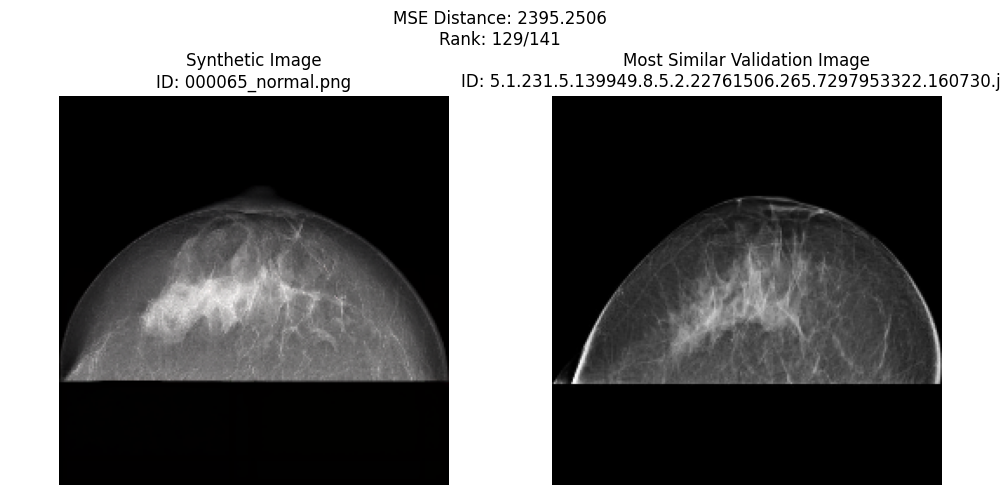 MSE Distance: 2395.2506
Rank: 129/141
Synthetic Image
ID: 000065_normal.png
Most Similar Validation Image
ID: 5.1.231.5.139949.8.5.2.22761506.265.7297953322.160730.j